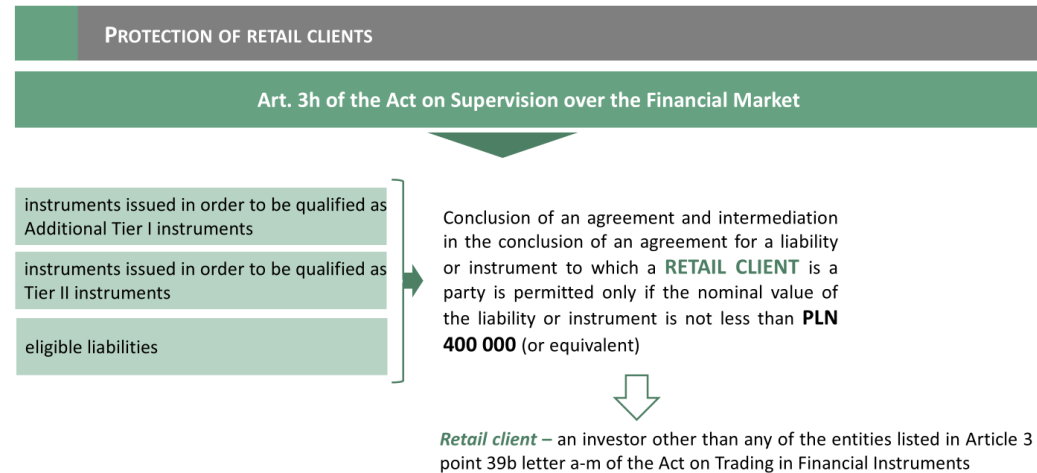 PROTECTION OF RETAIL CLIENTS
Art. 3h of the Act on Supervision over the Financial Market
instruments issued in order to be qualified as
Additional Tier I instruments
instruments issued in order to be qualified as
Tier II instruments
eligible liabilities
Conclusion of an agreement and intermediation
in the conclusion of an agreement for a liability
or instrument to which a RETAIL CLIENT is a
party is permitted only if the nominal value of
the liability or instrument is not less than PLN
400 000 (or equivalent)
Retail client – an investor other than any of the entities listed in Article 3
point 39b letter a-m of the Act on Trading in Financial Instruments